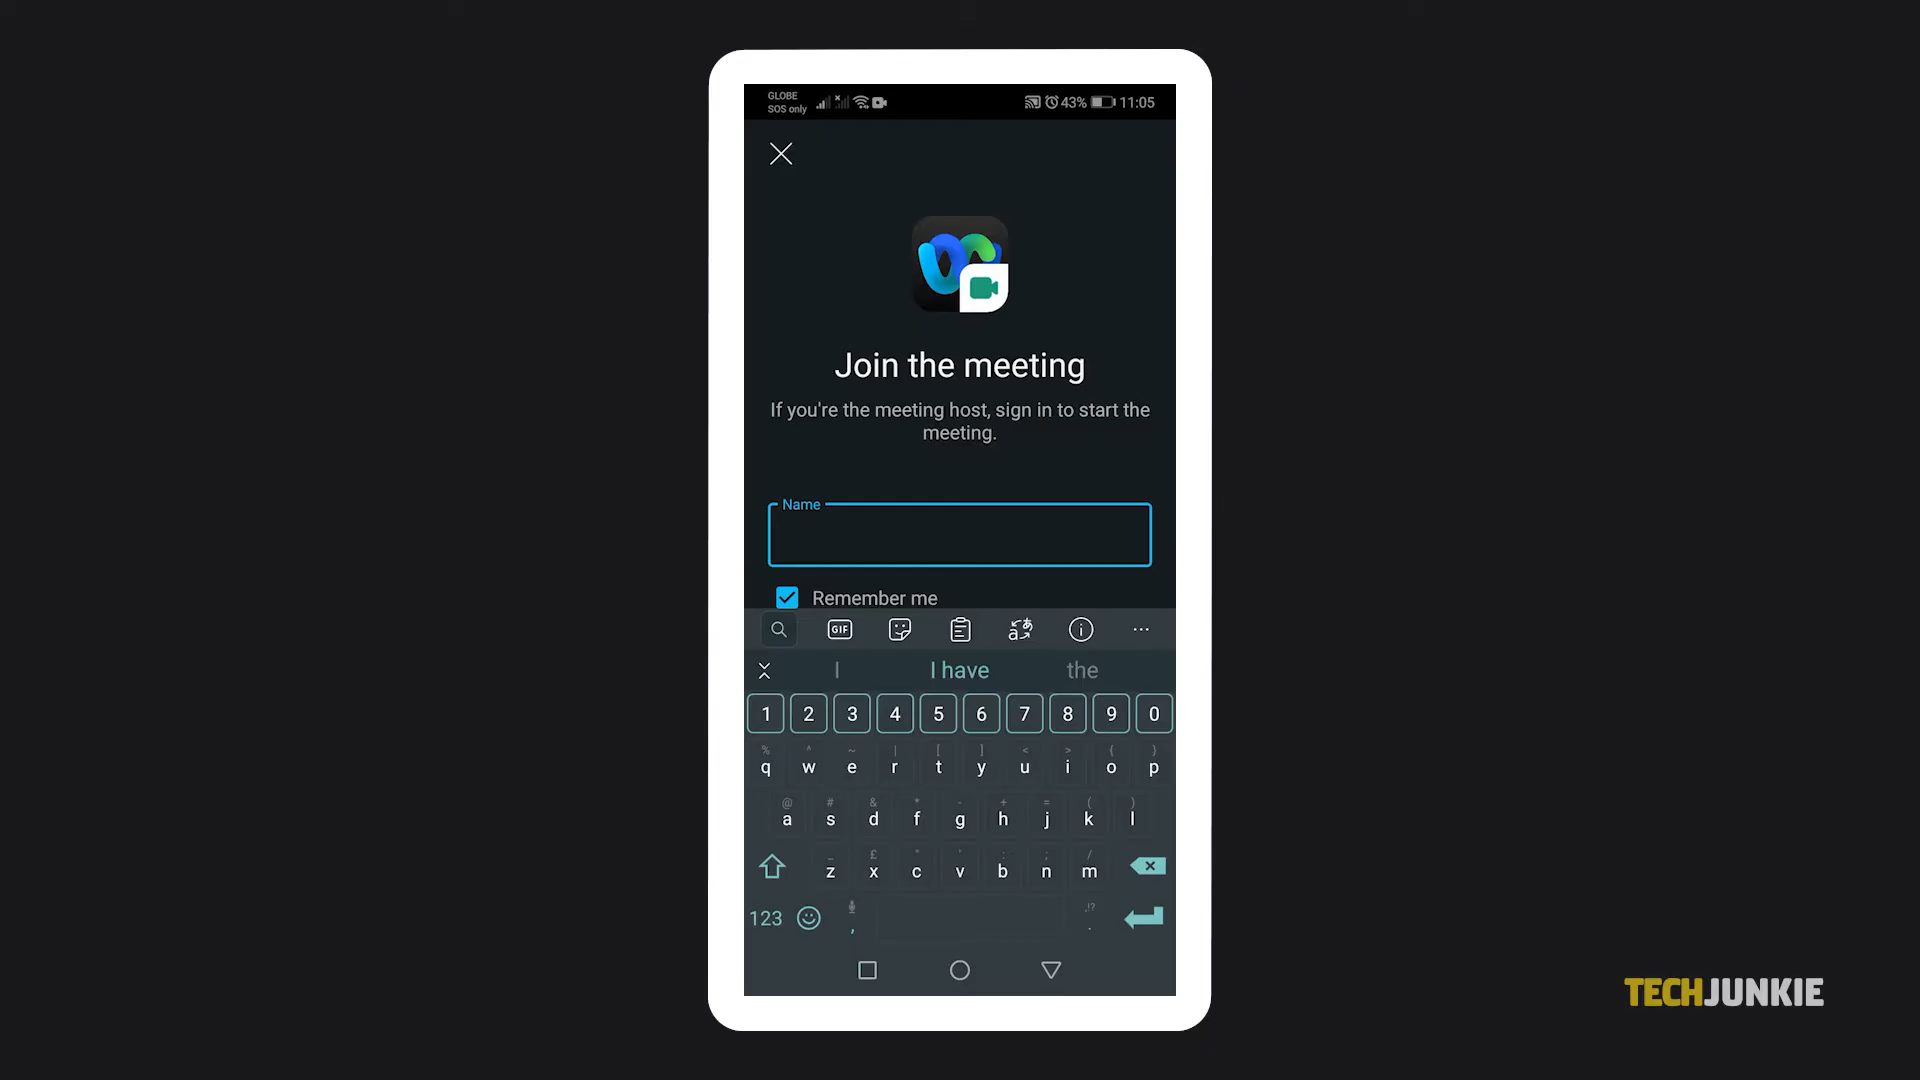 GLOBE
SOS only
43% 11:05
Join the meeting
If you're the meeting host, sign in to start the
meeting.
Name
Remember me
GIF
I I have the
1 2 3 4 5 6 7 8 9 0
% ^ ~ | [ ] < > { }
q w e r t y u i o p
@ # & * - + = ( )
a s d f g h j k l
_ £ " ' : ; /
z x c v b n m
,!?
123 , .
TECHJUNKIE